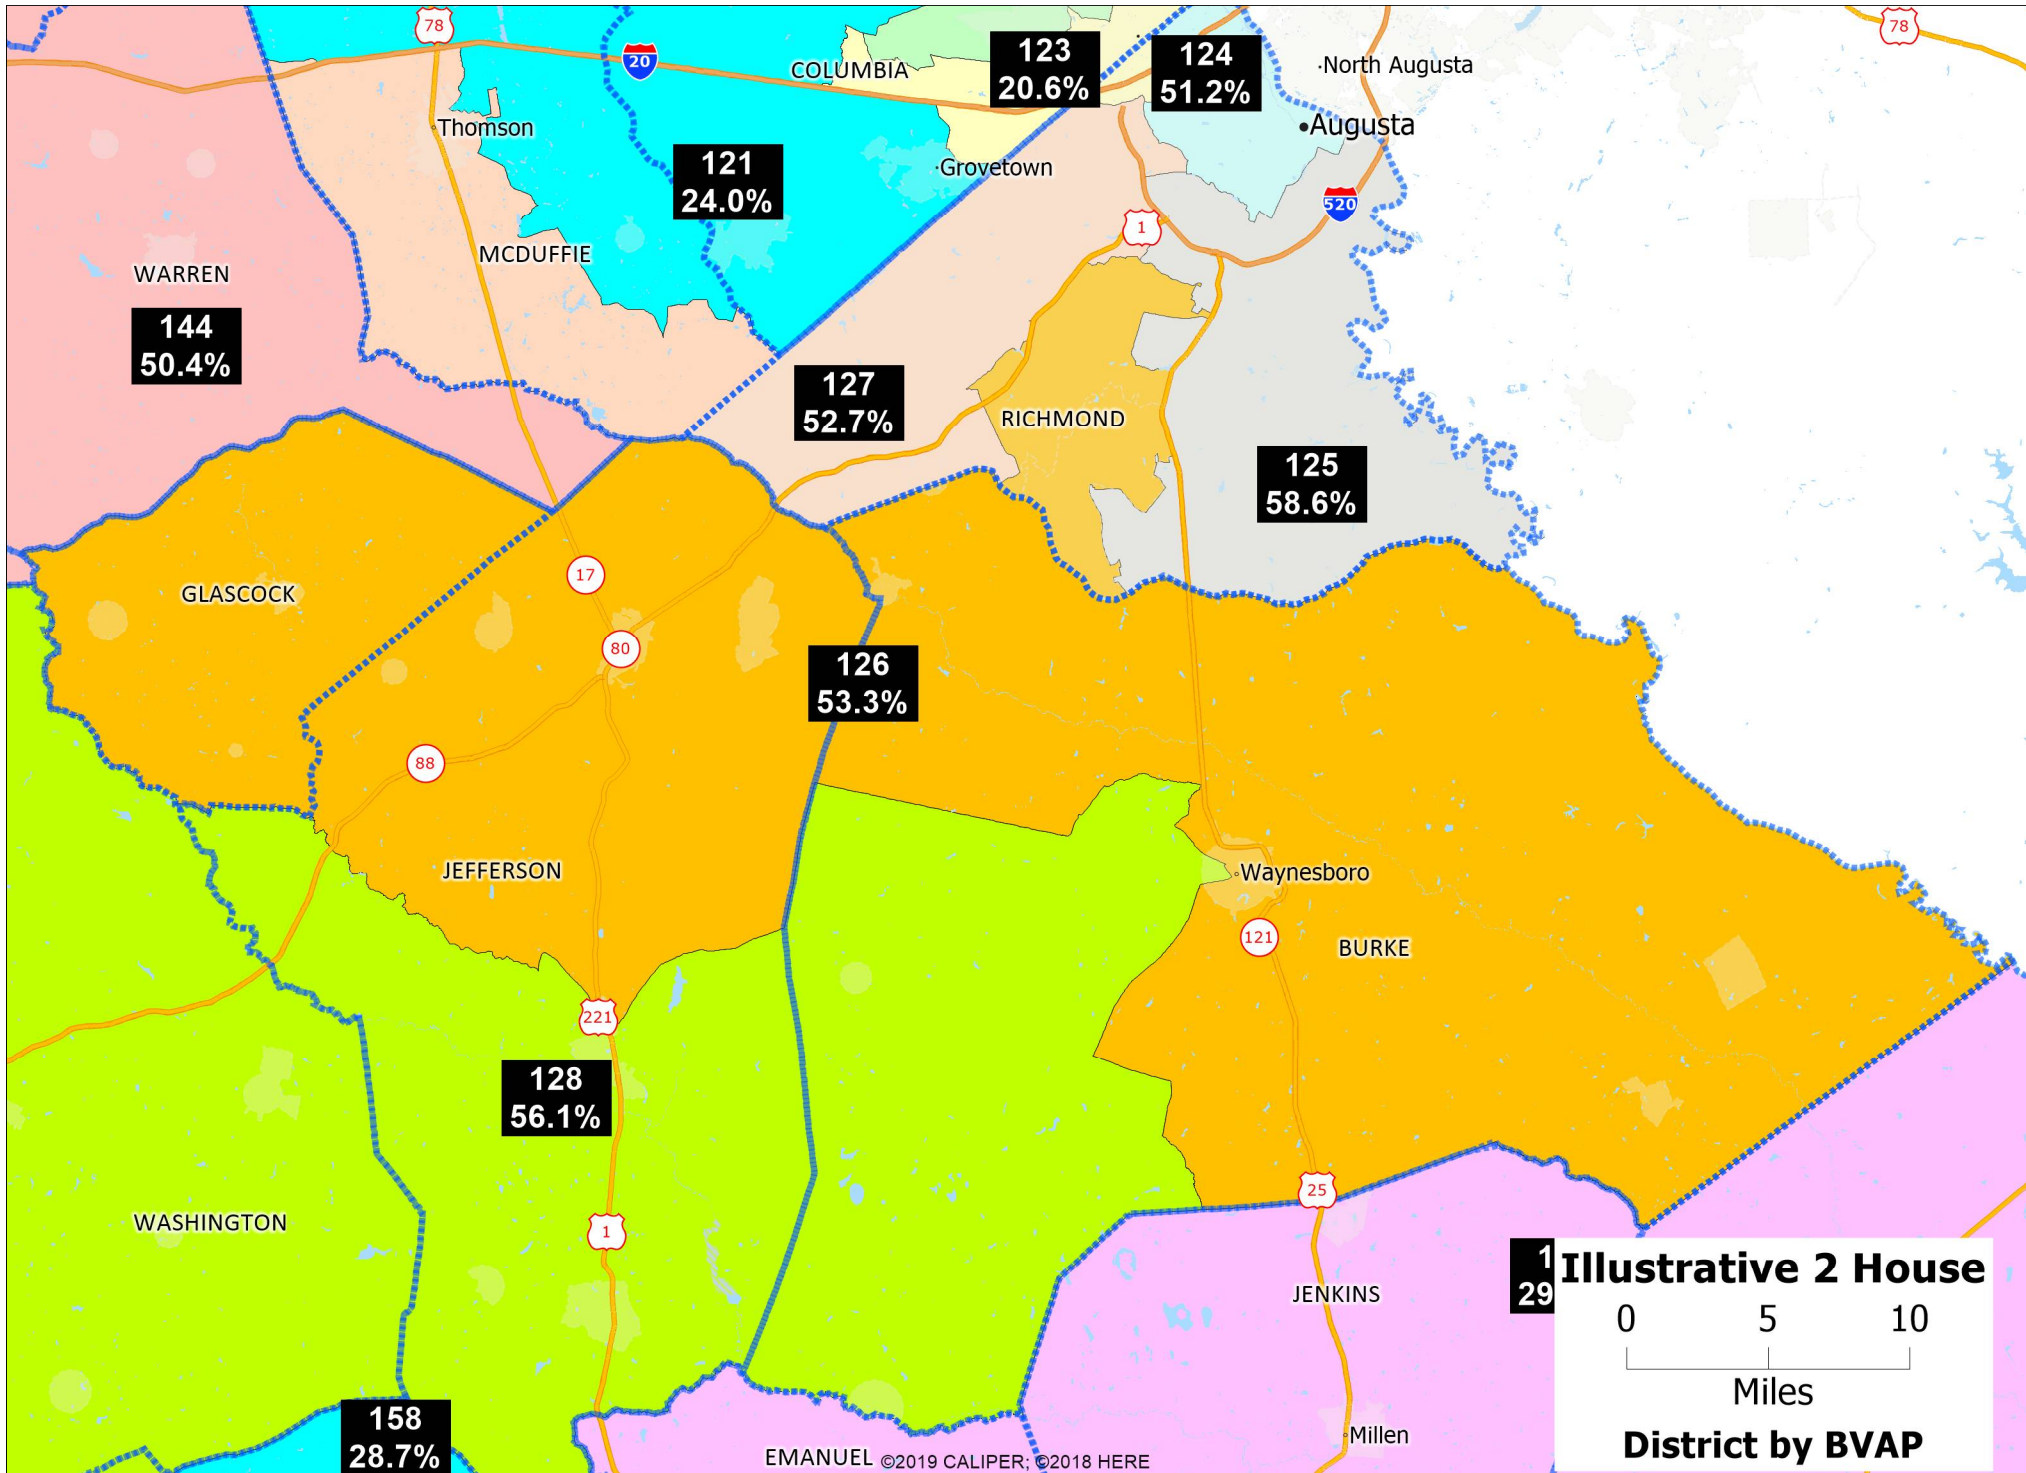 78
78
20
COLUMBIA
123
20.6%
124
51.2%
North Augusta
Thomson
Augusta
121
24.0%
Grovetown
520
1
MCDUFFIE
WARREN
144
50.4%
127
52.7%
RICHMOND
125
58.6%
17
GLASCOCK
80
126
53.3%
88
JEFFERSON
Waynesboro
121
BURKE
221
128
56.1%
25
WASHINGTON
1
JENKINS
1
29
Illustrative 2 House
0 5 10
Miles
District by BVAP
158
28.7%
Millen
EMANUEL
©2019 CALIPER; ©2018 HERE